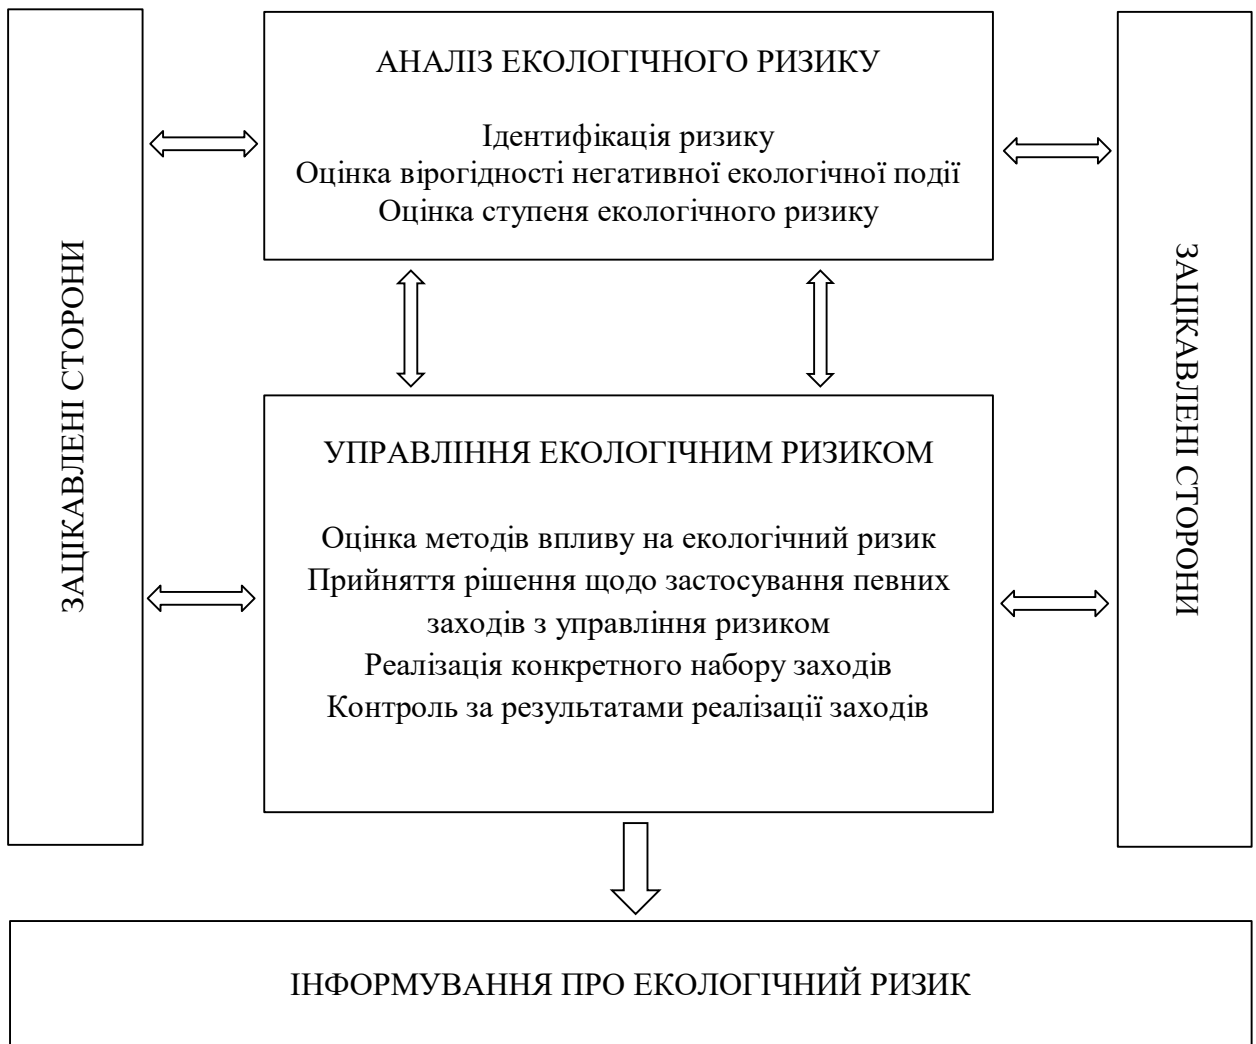 ЗАЦІКАВЛЕНІ СТОРОНИ
АНАЛІЗ ЕКОЛОГІЧНОГО РИЗИКУ
Ідентифікація ризику
Оцінка вірогідності негативної екологічної події
Оцінка ступеня екологічного ризику
УПРАВЛІННЯ ЕКОЛОГІЧНИМ РИЗИКОМ
Оцінка методів впливу на екологічний ризик
Прийняття рішення щодо застосування певних
заходів з управління ризиком
Реалізація конкретного набору заходів
Контроль за результатами реалізації заходів
ЗАЦІКАВЛЕНІ СТОРОНИ
ІНФОРМУВАННЯ ПРО ЕКОЛОГІЧНИЙ РИЗИК